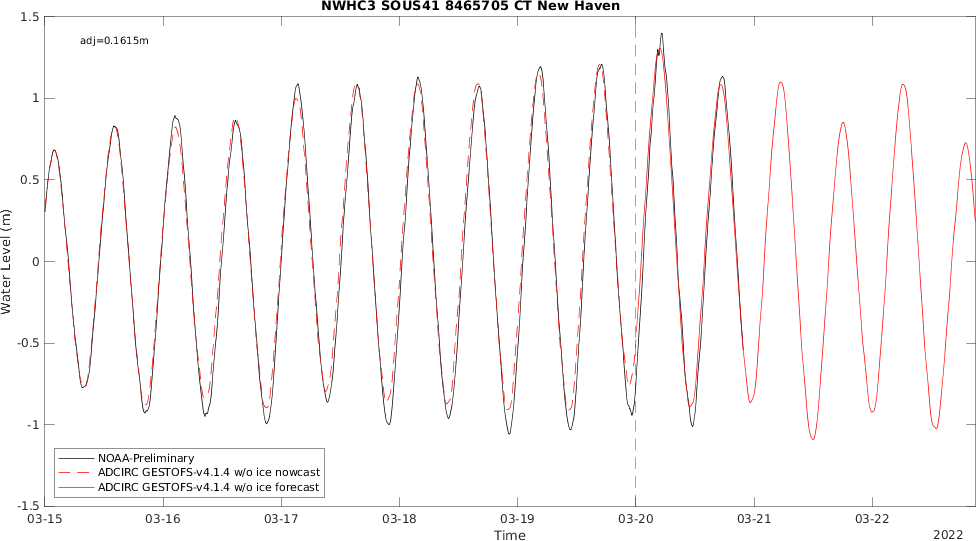 NWHC3 SOUS41 8465705 CT New Haven
adj=0.1615m
1.5
1
0.5
0
-0.5
-1
-1.5
Water Level (m)
NOAA-Preliminary
ADCIRC GESTOFS-v4.1.4 w/o ice nowcast
ADCIRC GESTOFS-v4.1.4 w/o ice forecast
03-15 03-16 03-17 03-18 03-19 03-20 03-21 03-22
Time
2022